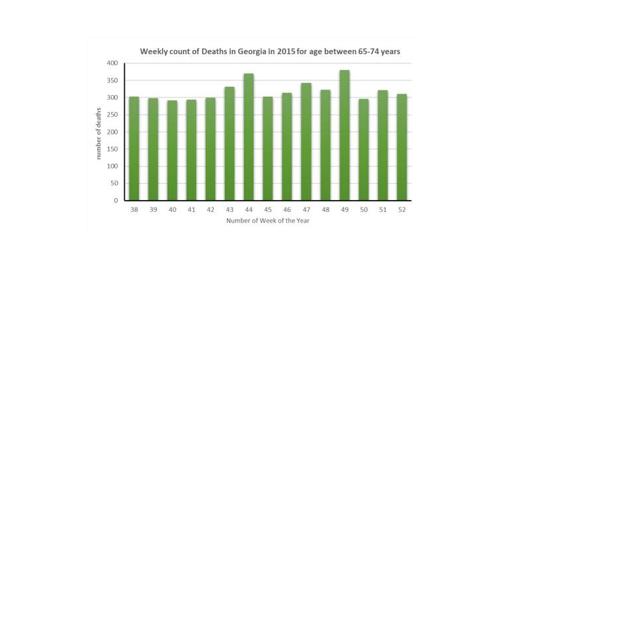 Weekly count of Deaths in Georgia in 2015 for age between 65-74 years
400
350
300
250
200
150
100
50
0
number of deaths
38 39 40 41 42 43 44 45 46 47 48 49 50 51 52
Number of Week of the Year